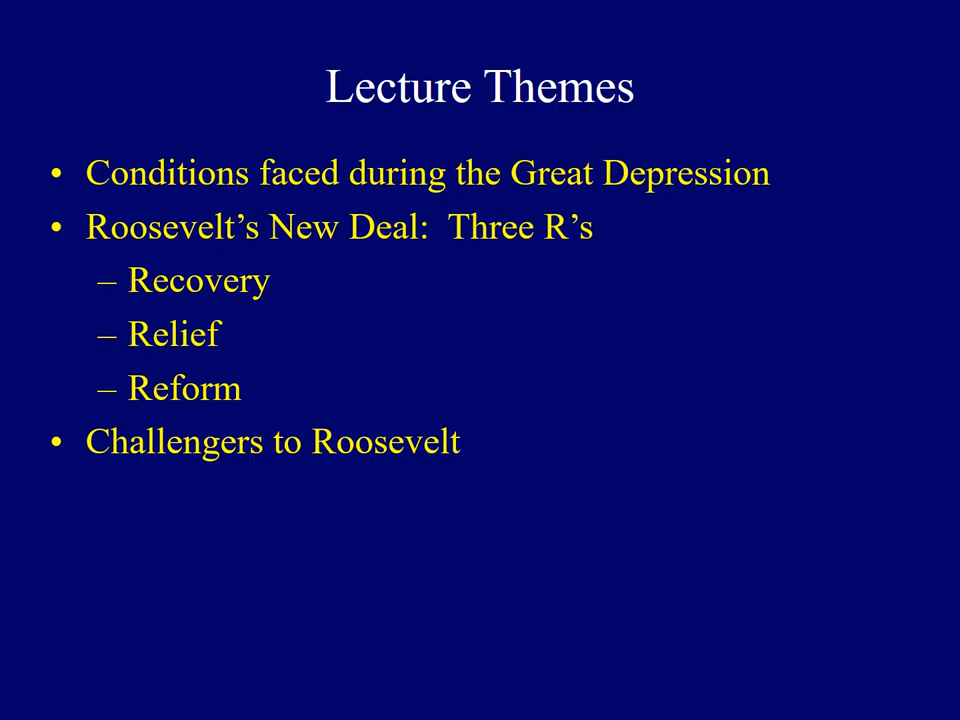 Lecture Themes
• Conditions faced during the Great Depression
• Roosevelt’s New Deal:  Three R’s
– Recovery
– Relief
– Reform
• Challengers to Roosevelt